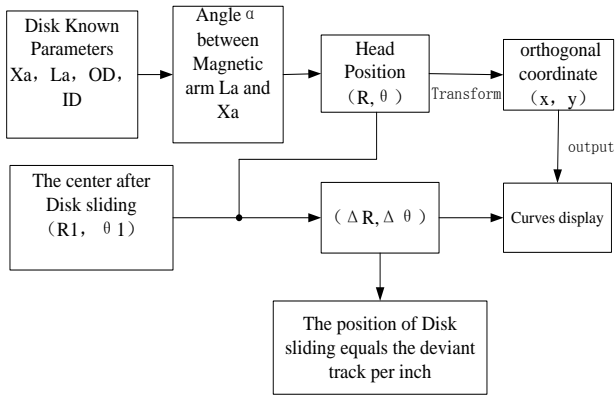 Disk Known
Parameters
Xa，La，OD，
ID
Angle α
between
Magnetic
arm La and
Xa
Head
Position
（R, θ）
Transform
orthogonal
coordinate
（x，y）
output
The center after
Disk sliding
（R1， θ1）
（ΔR, Δθ）
Curves display
The position of Disk
sliding equals the deviant
track per inch